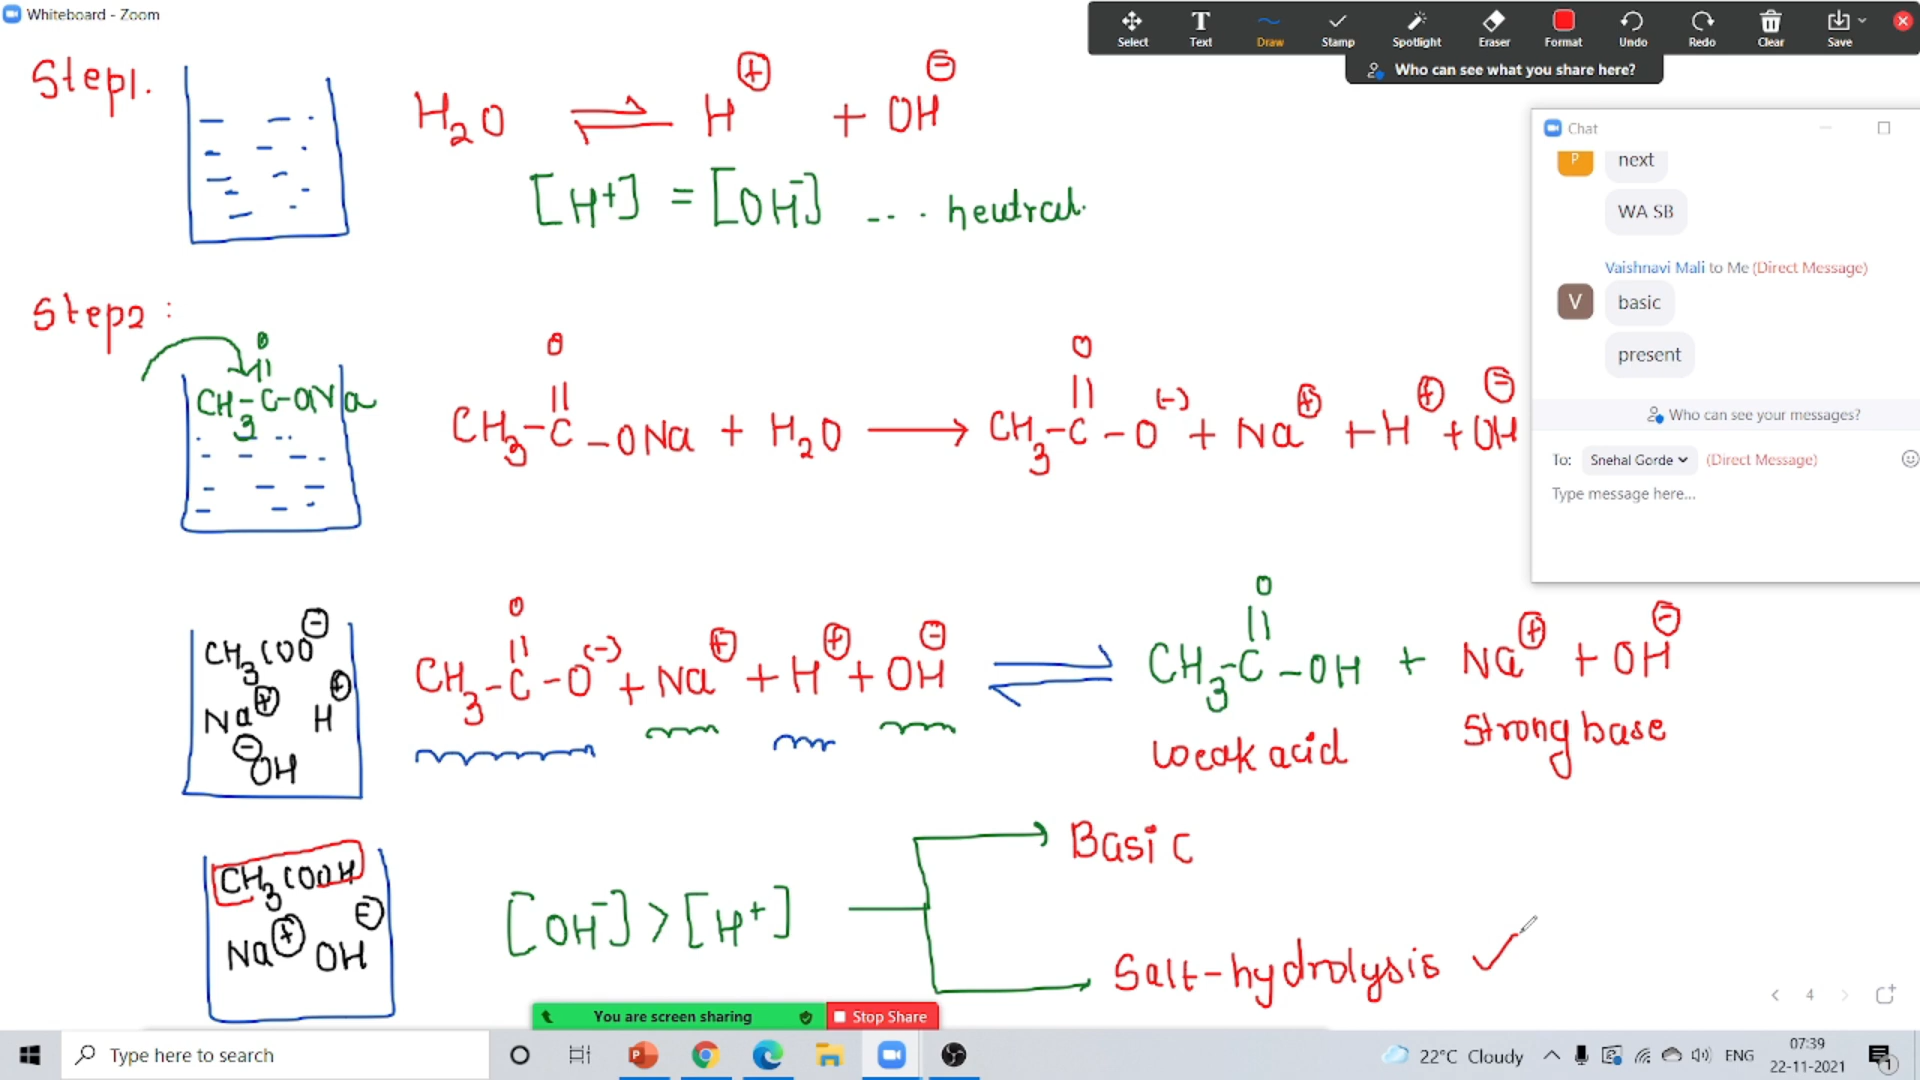 Whiteboard - Zoom
Select Text Draw Stamp Spotlight Eraser Format Undo Redo Clear Save
Who can see what you share here?
Step1.
H₂O ⇌ H⊕ + OH⊖
[H⁺] = [OH⁻] .... neutral.
Step2 :
O
||
CH₃-C-ONa
O
||
CH₃-C-ONa + H₂O ⟶
O
||
CH₃-C-O(-) + Na⊕ + H⊕ + OH⊖
CH₃COO⊖
Na⊕ H⊕
⊖OH
O
||
CH₃-C-O(-) + Na⊕ + H⊕ + OH⊖ ⇌
O
||
CH₃-C-OH + Na⊕ + OH⊖
weak acid strong base
CH₃COOH
Na⊕ OH⊖
[OH⁻] > [H⁺]
Basic
Salt-hydrolysis ✓
Chat
P next
WA SB
Vaishnavi Mali to Me (Direct Message)
V basic
present
Who can see your messages?
To: Snehal Gorde (Direct Message)
Type message here...
4
You are screen sharing Stop Share
Type here to search
22°C Cloudy ENG 07:39
22-11-2021
1